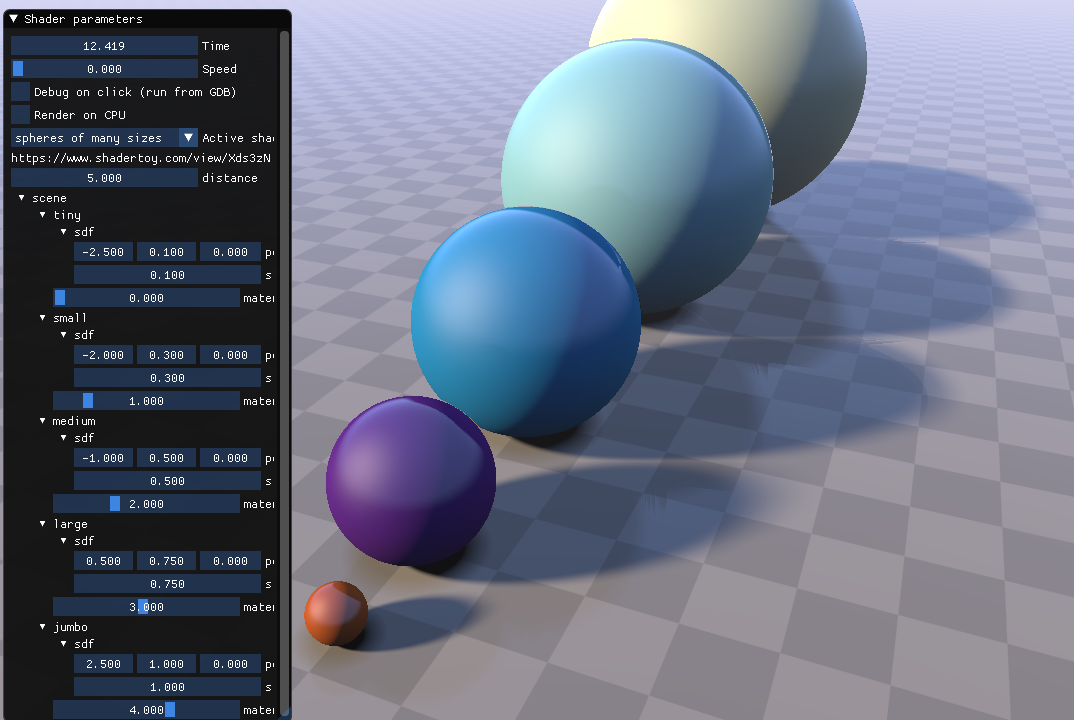 Shader parameters
12.419 Time
0.000 Speed
Debug on click (run from GDB)
Render on CPU
spheres of many sizes Active sha
https://www.shadertoy.com/view/Xds3zN
5.000 distance
scene
tiny
sdf
-2.500 0.100 0.000 p
0.100 s
0.000 mater
small
sdf
-2.000 0.300 0.000 p
0.300 s
1.000 mater
medium
sdf
-1.000 0.500 0.000 p
0.500 s
2.000 mater
large
sdf
0.500 0.750 0.000 p
0.750 s
3.000 mater
jumbo
sdf
2.500 1.000 0.000 p
1.000 s
4.000 mater